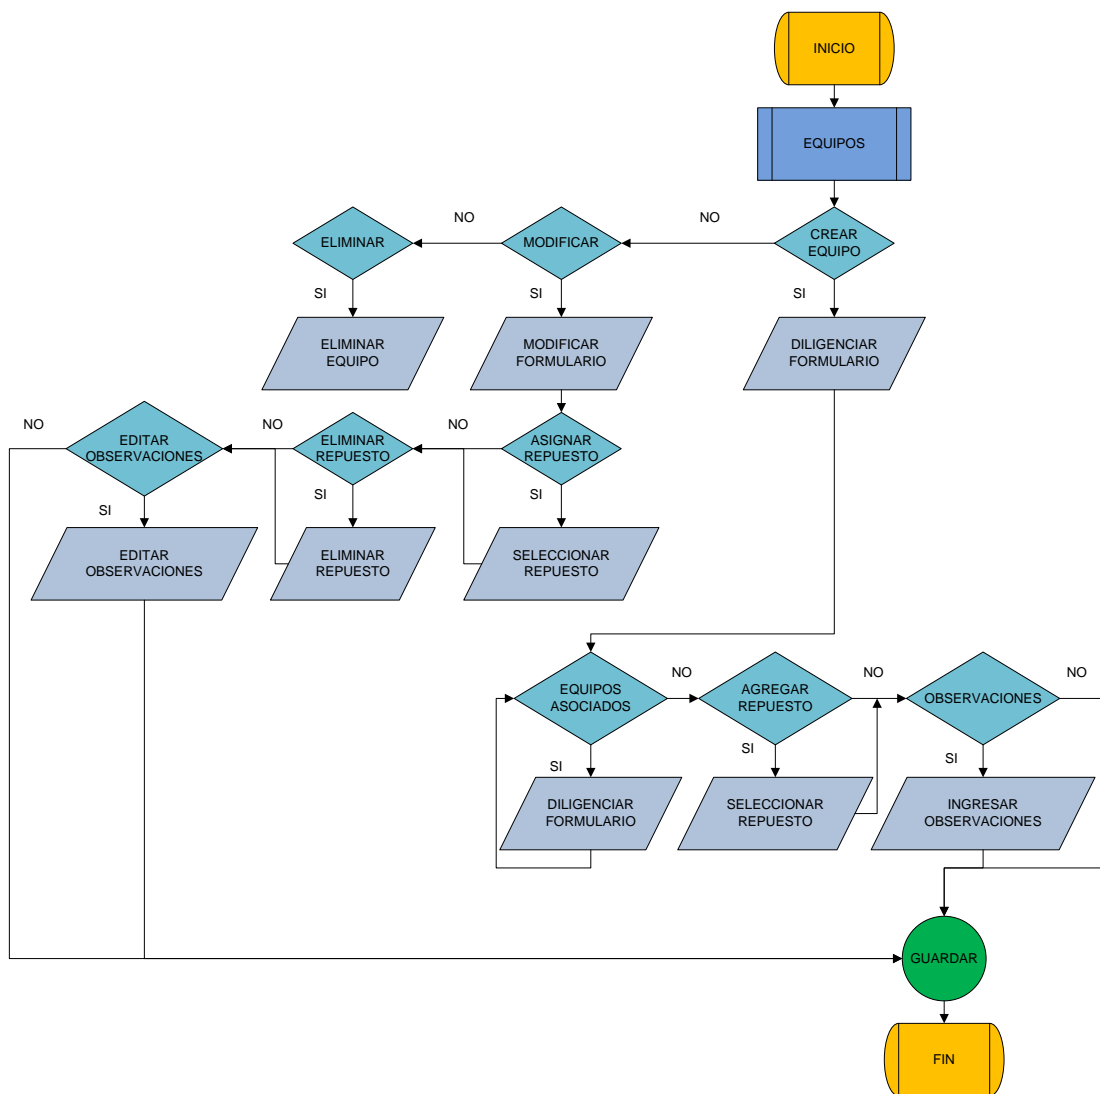 INICIO
EQUIPOS
NO
NO
ELIMINAR
MODIFICAR
CREAR
EQUIPO
SI
SI
SI
ELIMINAR
EQUIPO
MODIFICAR
FORMULARIO
DILIGENCIAR
FORMULARIO
NO
NO
NO
EDITAR
OBSERVACIONES
ELIMINAR
REPUESTO
ASIGNAR
REPUESTO
SI
SI
SI
EDITAR
OBSERVACIONES
ELIMINAR
REPUESTO
SELECCIONAR
REPUESTO
NO
NO
NO
EQUIPOS
ASOCIADOS
AGREGAR
REPUESTO
OBSERVACIONES
SI
SI
SI
DILIGENCIAR
FORMULARIO
SELECCIONAR
REPUESTO
INGRESAR
OBSERVACIONES
GUARDAR
FIN